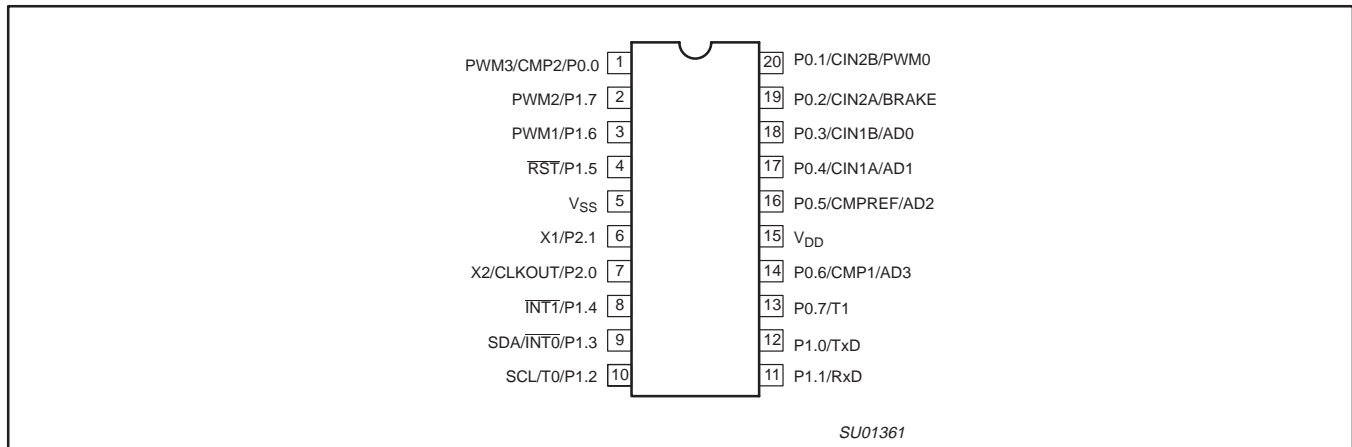 PWM3/CMP2/P0.0 1 20 P0.1/CIN2B/PWM0
PWM2/P1.7 2 19 P0.2/CIN2A/BRAKE
PWM1/P1.6 3 18 P0.3/CIN1B/AD0
R̅S̅T̅/P1.5 4 17 P0.4/CIN1A/AD1
VSS 5 16 P0.5/CMPREF/AD2
X1/P2.1 6 15 VDD
X2/CLKOUT/P2.0 7 14 P0.6/CMP1/AD3
I̅N̅T̅1̅/P1.4 8 13 P0.7/T1
SDA/I̅N̅T̅0̅/P1.3 9 12 P1.0/TxD
SCL/T0/P1.2 10 11 P1.1/RxD
SU01361